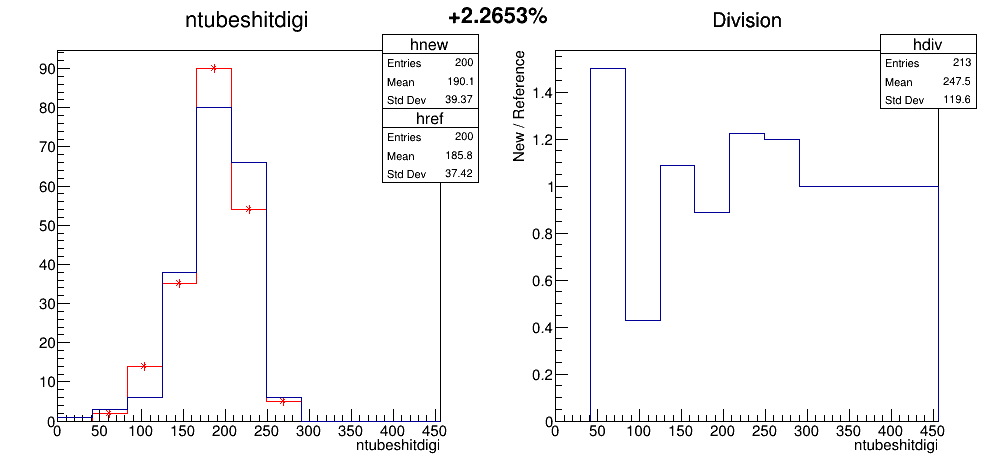 ntubeshitdigi
+2.2653%
Division
hnew
Entries 200
Mean 190.1
Std Dev 39.37
href
Entries 200
Mean 185.8
Std Dev 37.42
90
80
70
60
50
40
30
20
10
0
0 50 100 150 200 250 300 350 400 450
ntubeshitdigi
hdiv
Entries 213
Mean 247.5
Std Dev 119.6
New / Reference
1.4
1.2
1
0.8
0.6
0.4
0.2
0
0 50 100 150 200 250 300 350 400 450
ntubeshitdigi